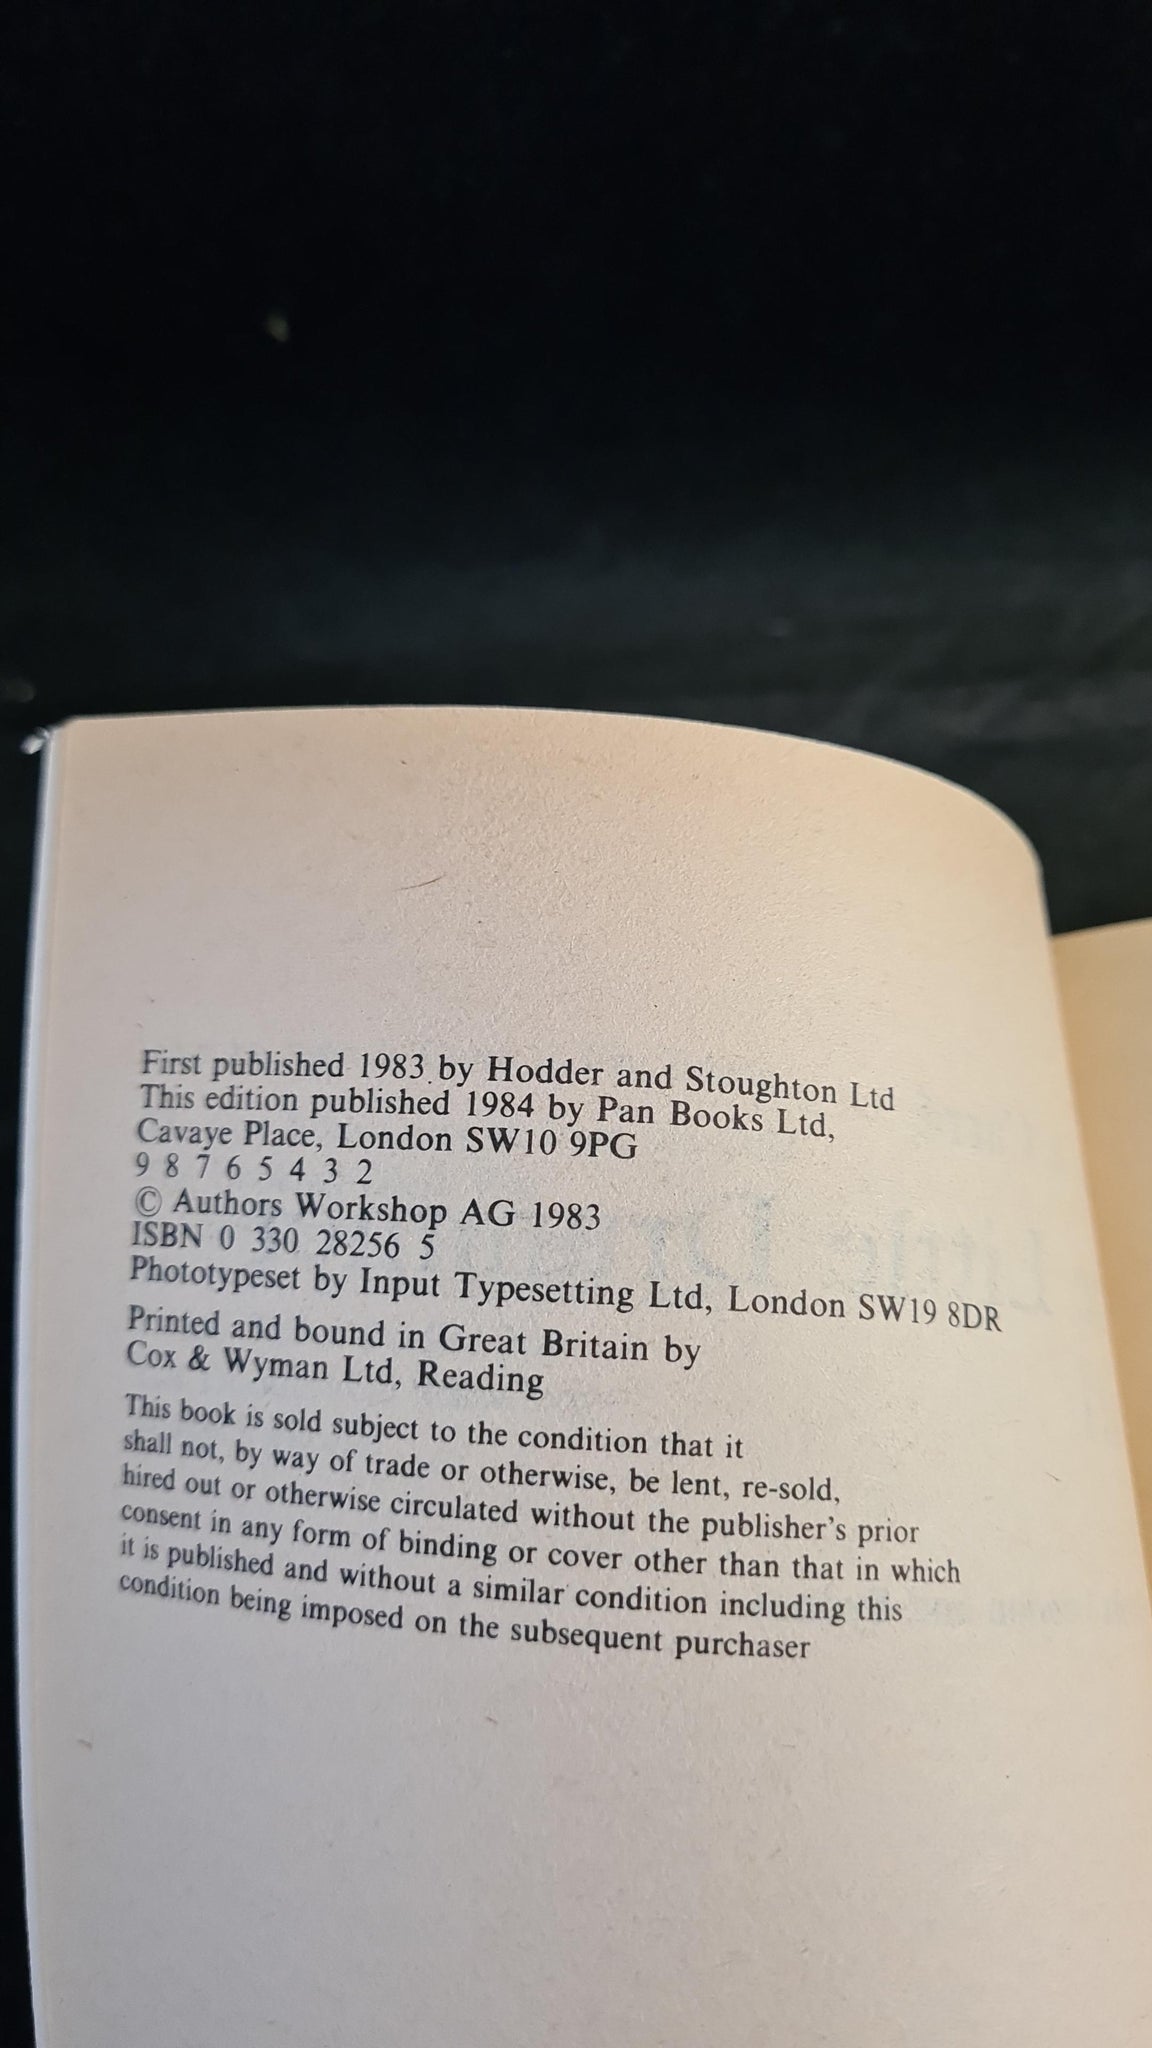 First published 1983 by Hodder and Stoughton Ltd
This edition published 1984 by Pan Books Ltd,
Cavaye Place, London SW10 9PG
9 8 7 6 5 4 3 2
© Authors Workshop AG 1983
ISBN 0 330 28256 5
Phototypeset by Input Typesetting Ltd, London SW19 8DR
Printed and bound in Great Britain by
Cox & Wyman Ltd, Reading
This book is sold subject to the condition that it
shall not, by way of trade or otherwise, be lent, re-sold,
hired out or otherwise circulated without the publisher's prior
consent in any form of binding or cover other than that in which
it is published and without a similar condition including this
condition being imposed on the subsequent purchaser